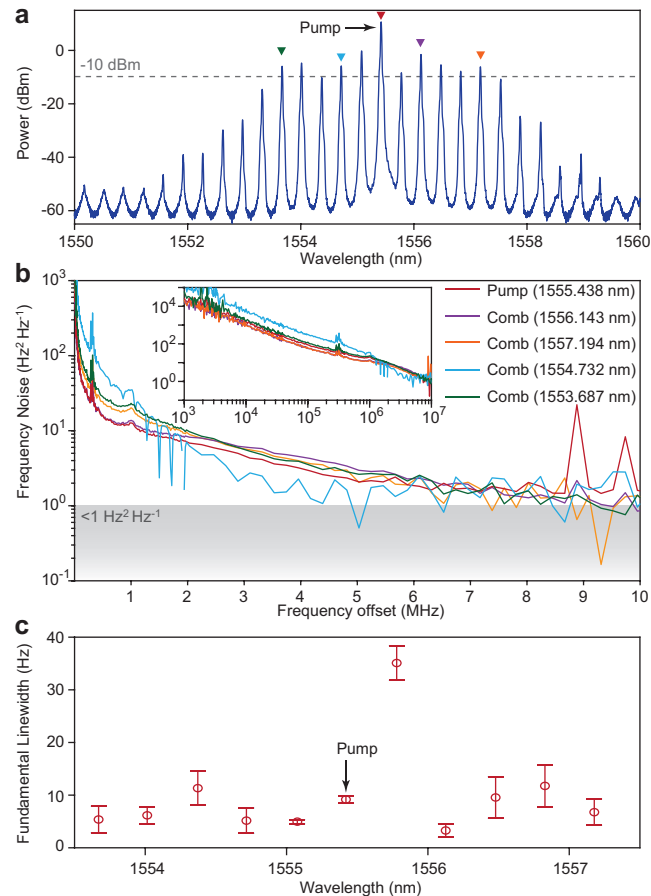 a
Pump
-10 dBm
Power (dBm)
0
-20
-40
-60
1550
1552
1554
1556
1558
1560
Wavelength (nm)
b
Frequency Noise (Hz² Hz⁻¹)
10³
10²
10¹
10⁰
10⁻¹
10⁴
10²
10⁰
10³
10⁴
10⁵
10⁶
10⁷
Pump (1555.438 nm)
Comb (1556.143 nm)
Comb (1557.194 nm)
Comb (1554.732 nm)
Comb (1553.687 nm)
<1 Hz² Hz⁻¹
1
2
3
4
5
6
7
8
9
10
Frequency offset (MHz)
c
Fundamental Linewidth (Hz)
40
30
20
10
0
Pump
1554
1555
1556
1557
Wavelength (nm)